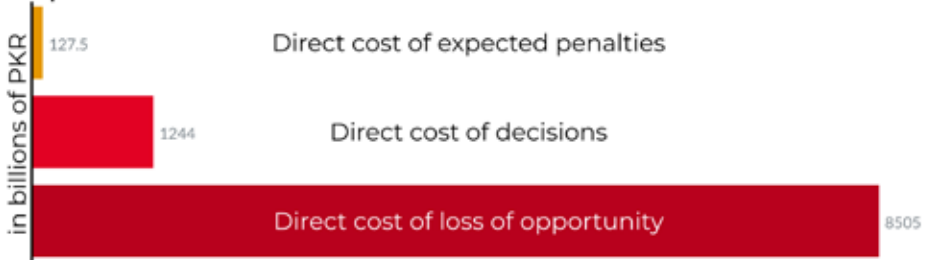 in billions of PKR
127.5
Direct cost of expected penalties
1244
Direct cost of decisions
Direct cost of loss of opportunity
8505